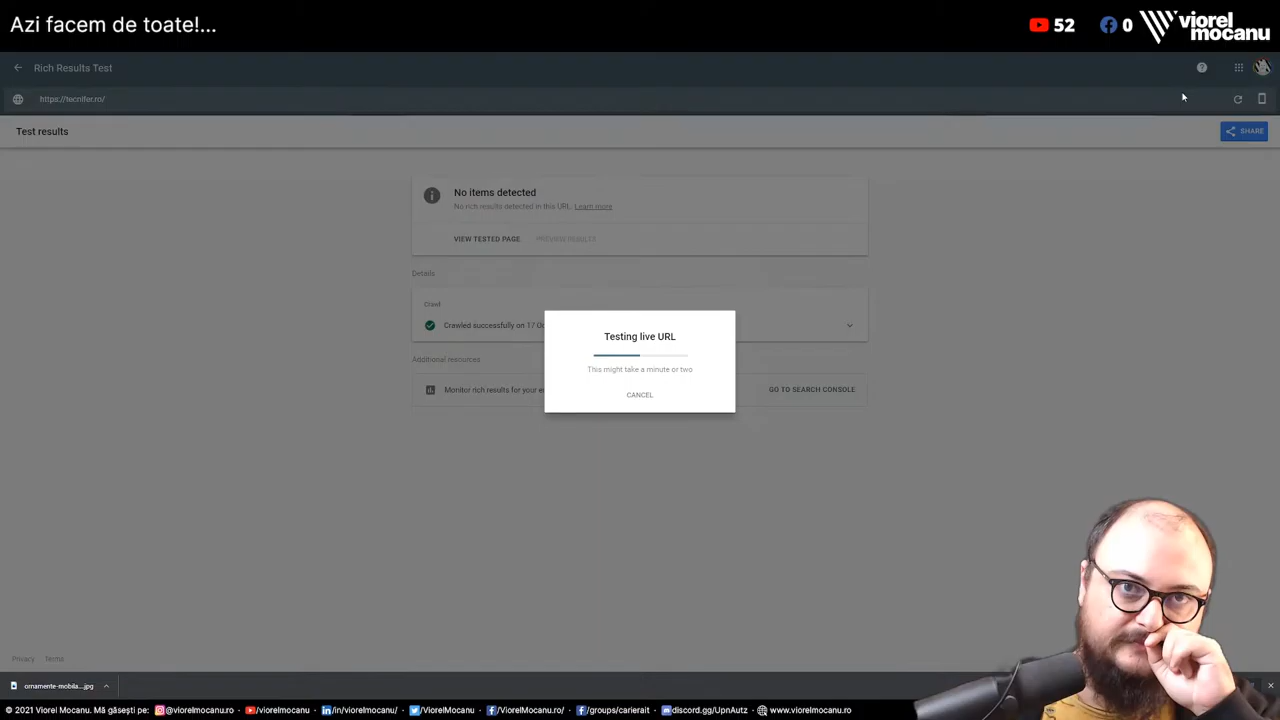 Azi facem de toate!...
52
0
viorel
mocanu
Rich Results Test
https://tecnifer.ro/
Test results
SHARE
No items detected
No rich results detected in this URL. Learn more
VIEW TESTED PAGE
PREVIEW RESULTS
Details
Crawl
Crawled successfully on 17 Oc
Additional resources
Monitor rich results for your e
GO TO SEARCH CONSOLE
Testing live URL
This might take a minute or two
CANCEL
Privacy
Terms
ornamente-mobila....jpg
© 2021 Viorel Mocanu. Mă găsești pe: @viorelmocanu /viorelmocanu /in/viorelmocanu/ /ViorelMocanu /ViorelMocanu.ro/ /groups/carierait discord.gg/UpnAutz www.viorelmocanu.ro